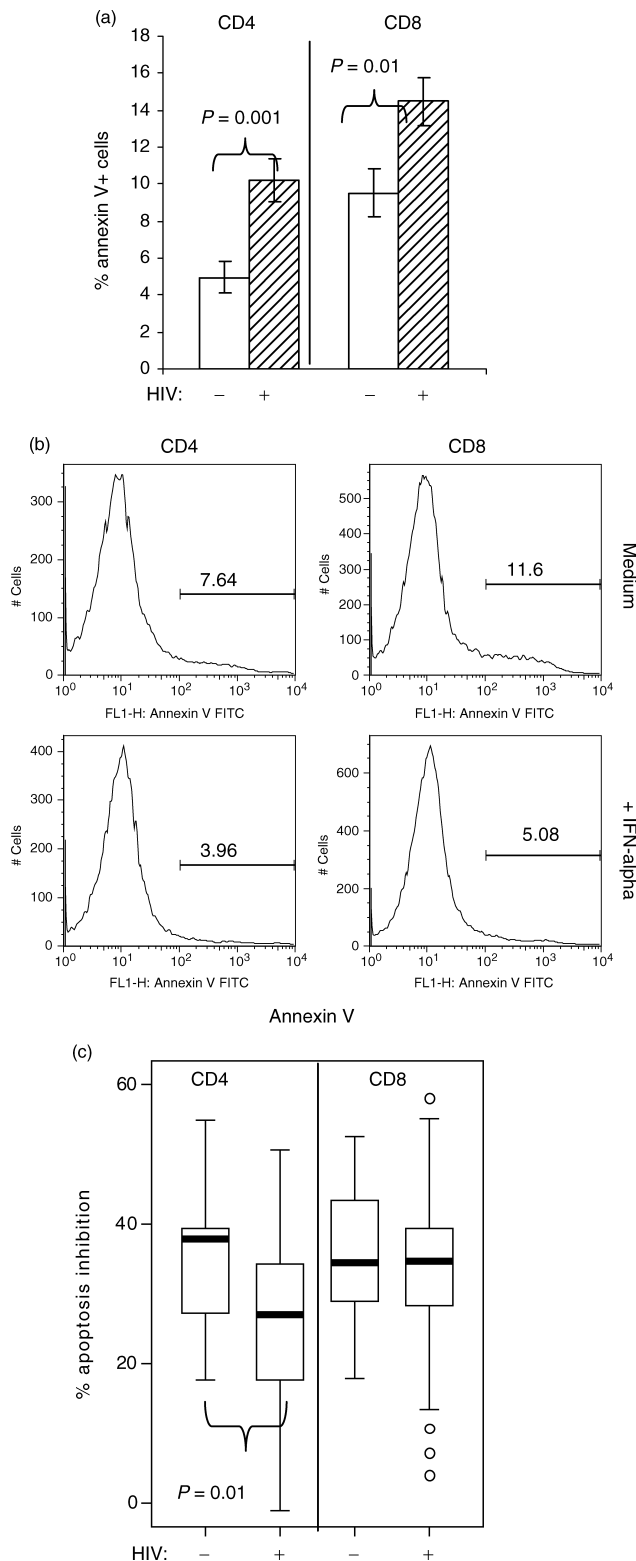 (a)
CD4 CD8
18
16
14
12
10
8
6
4
2
0
% annexin V+ cells
P = 0.001
P = 0.01
HIV: − + − +
(b)
CD4 CD8
300
200
100
0
# Cells
7.64
10^0 10^1 10^2 10^3 10^4
FL1-H: Annexin V FITC
500
400
300
200
100
0
# Cells
11.6
10^0 10^1 10^2 10^3 10^4
FL1-H: Annexin V FITC
Medium
400
300
200
100
0
# Cells
3.96
10^0 10^1 10^2 10^3 10^4
FL1-H: Annexin V FITC
600
400
200
0
# Cells
5.08
10^0 10^1 10^2 10^3 10^4
FL1-H: Annexin V FITC
+ IFN-alpha
Annexin V
(c)
CD4 CD8
60
40
20
0
% apoptosis inhibition
P = 0.01
HIV: − + − +